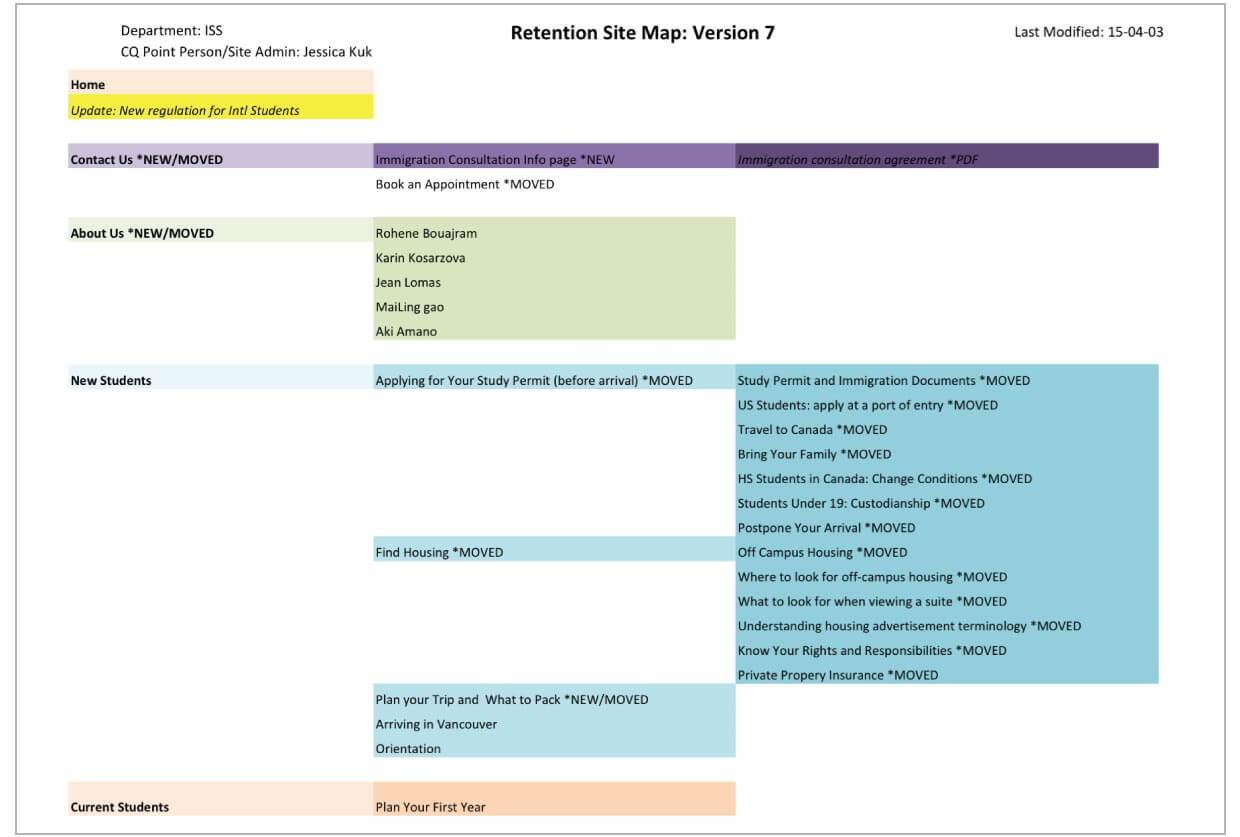 Department: ISS
Retention Site Map: Version 7
Last Modified: 15-04-03
CQ Point Person/Site Admin: Jessica Kuk
Home
Update: New regulation for Intl Students
Contact Us *NEW/MOVED
Immigration Consultation Info page *NEW
Immigration consultation agreement *PDF
Book an Appointment *MOVED
About Us *NEW/MOVED
Rohene Bouajram
Karin Kosarzova
Jean Lomas
MaiLing gao
Aki Amano
New Students
Applying for Your Study Permit (before arrival) *MOVED
Study Permit and Immigration Documents *MOVED
US Students: apply at a port of entry *MOVED
Travel to Canada *MOVED
Bring Your Family *MOVED
HS Students in Canada: Change Conditions *MOVED
Students Under 19: Custodianship *MOVED
Postpone Your Arrival *MOVED
Find Housing *MOVED
Off Campus Housing *MOVED
Where to look for off-campus housing *MOVED
What to look for when viewing a suite *MOVED
Understanding housing advertisement terminology *MOVED
Know Your Rights and Responsibilities *MOVED
Private Propery Insurance *MOVED
Plan your Trip and  What to Pack *NEW/MOVED
Arriving in Vancouver
Orientation
Current Students
Plan Your First Year